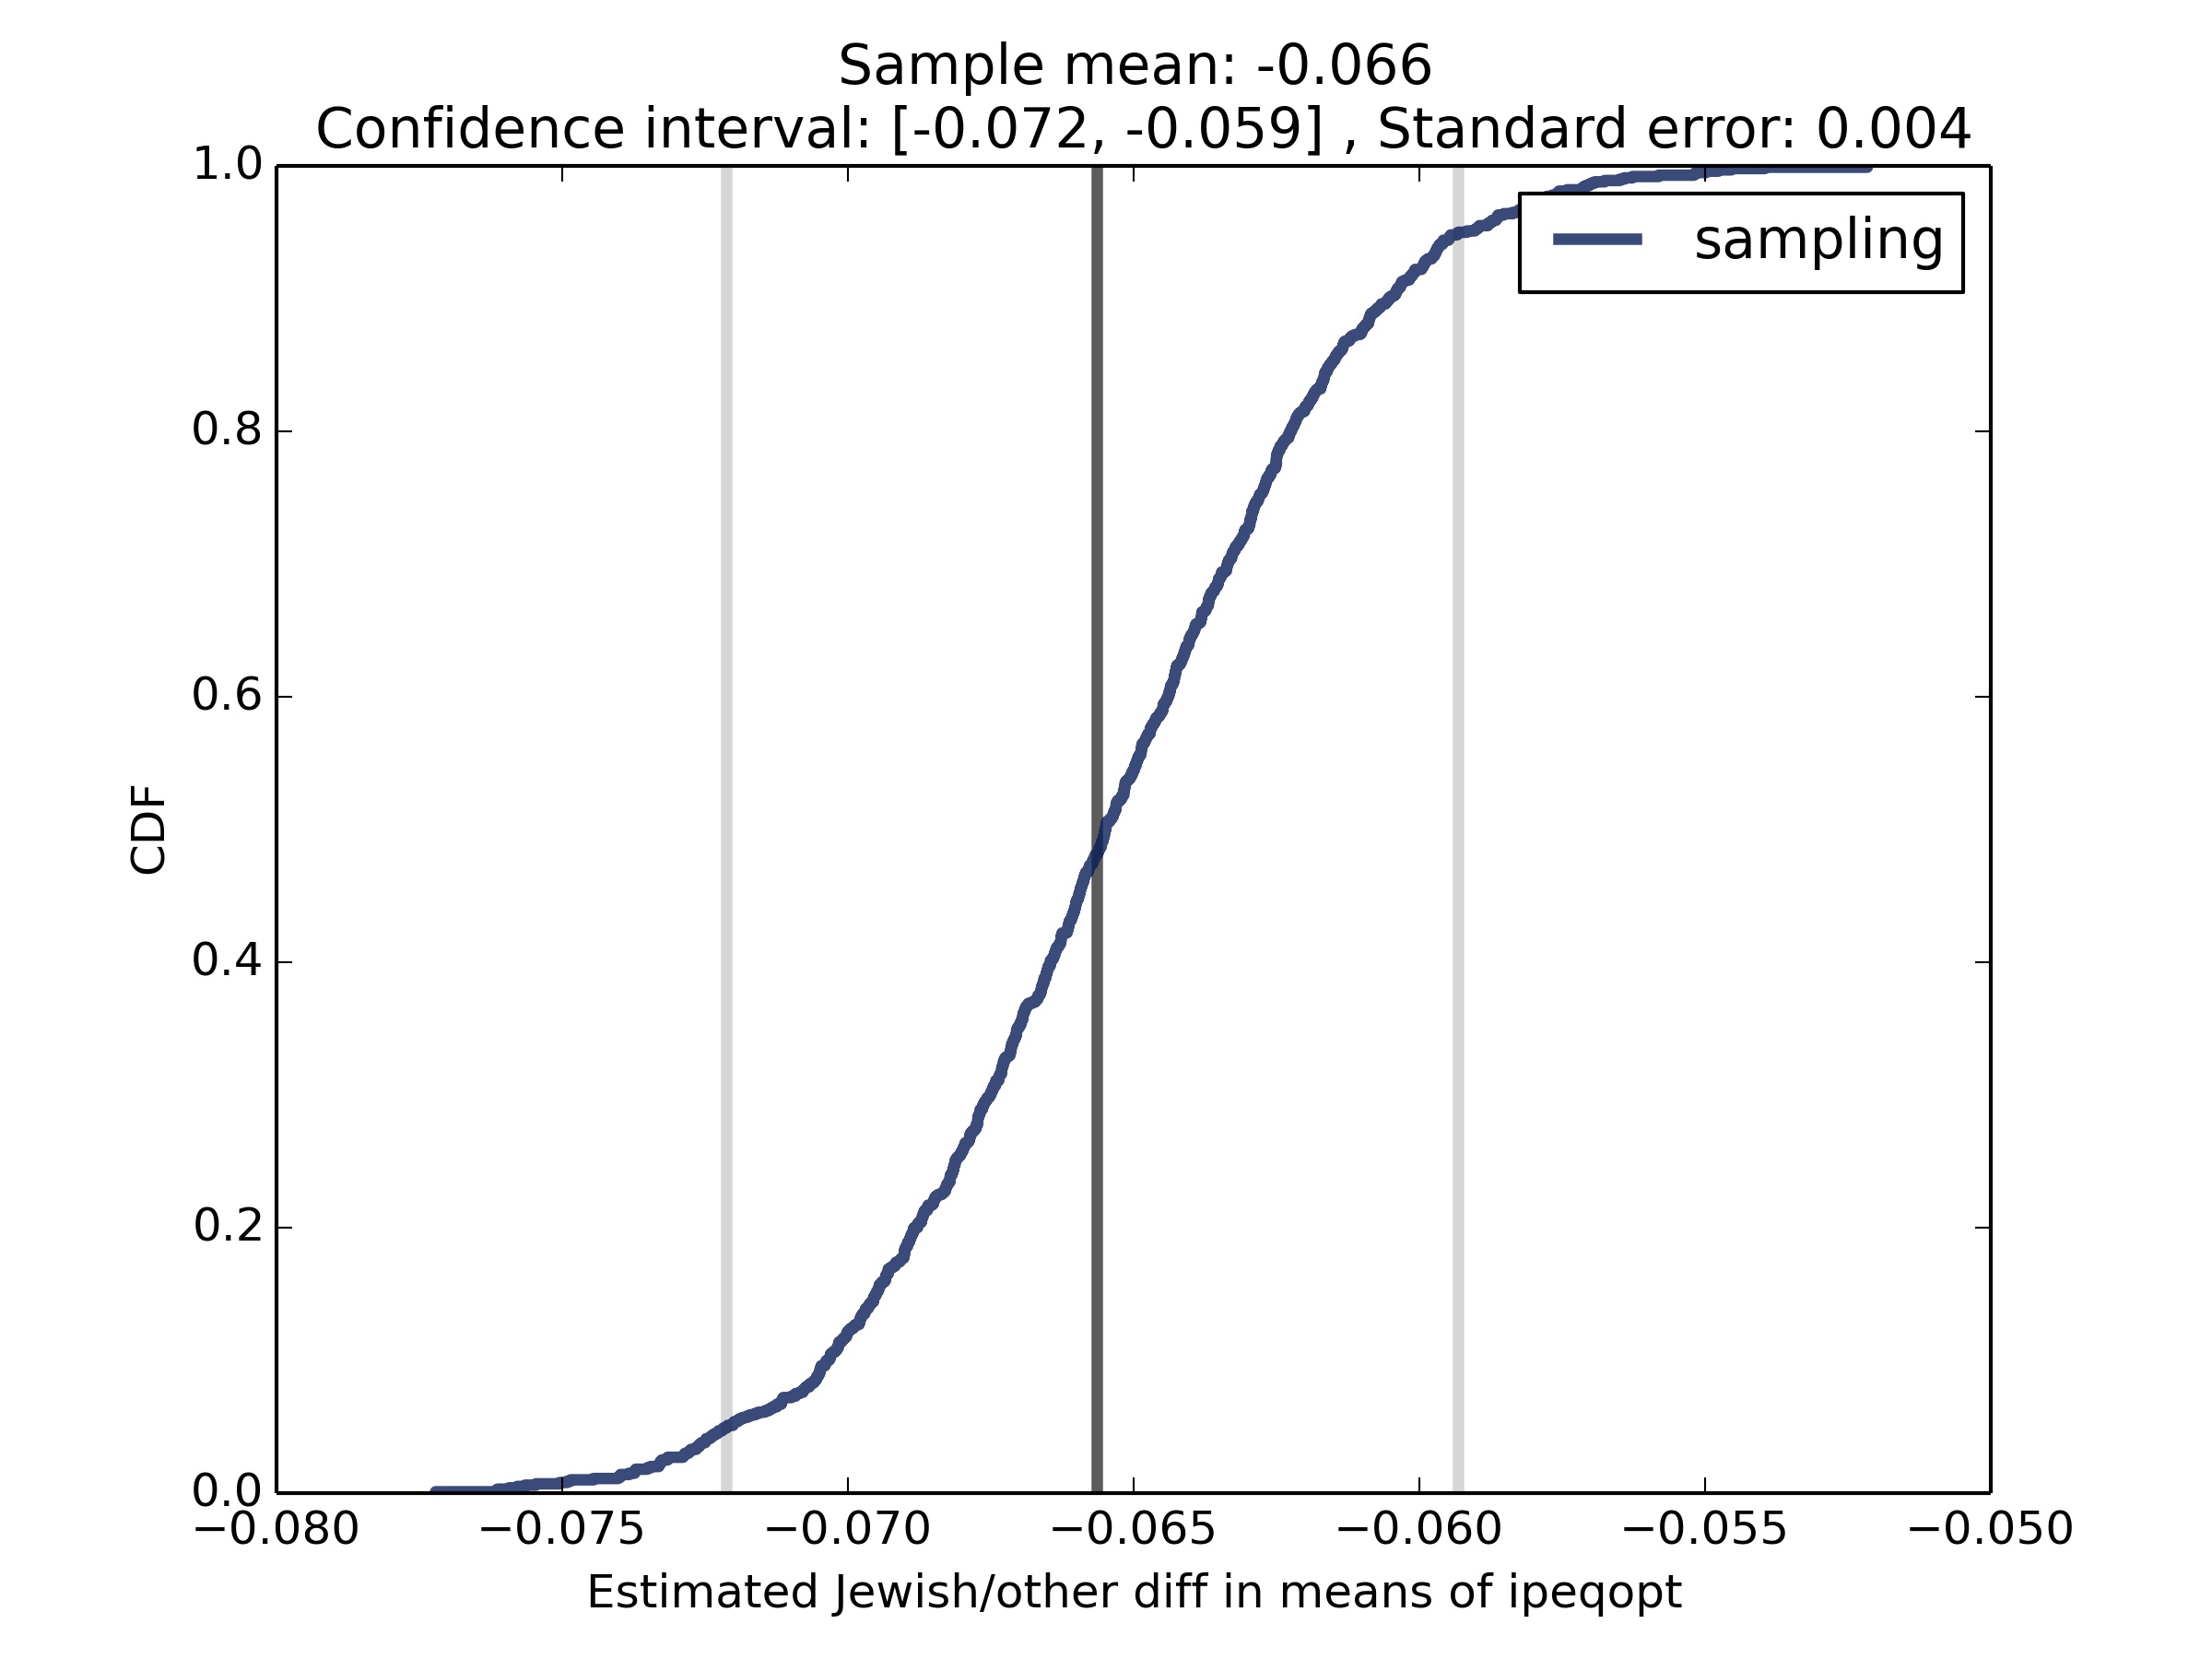 Sample mean: -0.066
Confidence interval: [-0.072, -0.059] , Standard error: 0.004
1.0
0.8
0.6
0.4
0.2
0.0
CDF
sampling
−0.080 −0.075 −0.070 −0.065 −0.060 −0.055 −0.050
Estimated Jewish/other diff in means of ipeqopt